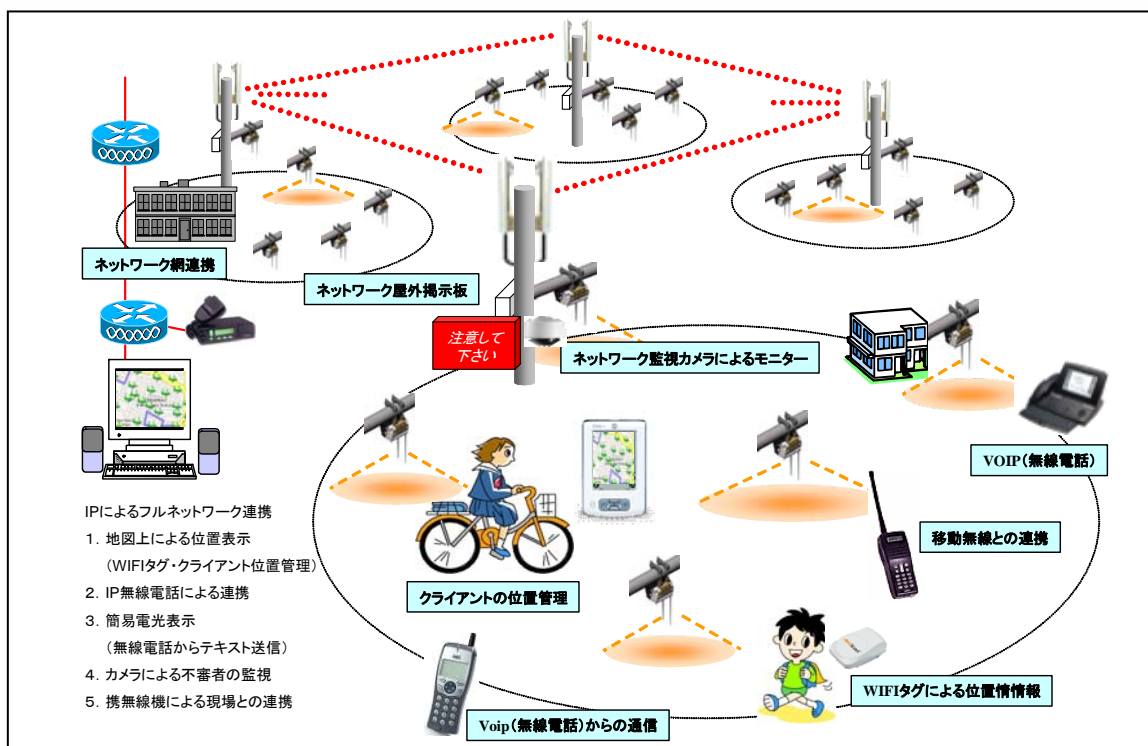 ネットワーク網連携
ネットワーク屋外掲示板
注意して
下さい
ネットワーク監視カメラによるモニター
VOIP(無線電話)
移動無線との連携
クライアントの位置管理
WIFIタグによる位置情情報
Voip(無線電話)からの通信
IPによるフルネットワーク連携
1. 地図上による位置表示
(WIFIタグ・クライアント位置管理)
2. IP無線電話による連携
3. 簡易電光表示
(無線電話からテキスト送信)
4. カメラによる不審者の監視
5. 携無線機による現場との連携